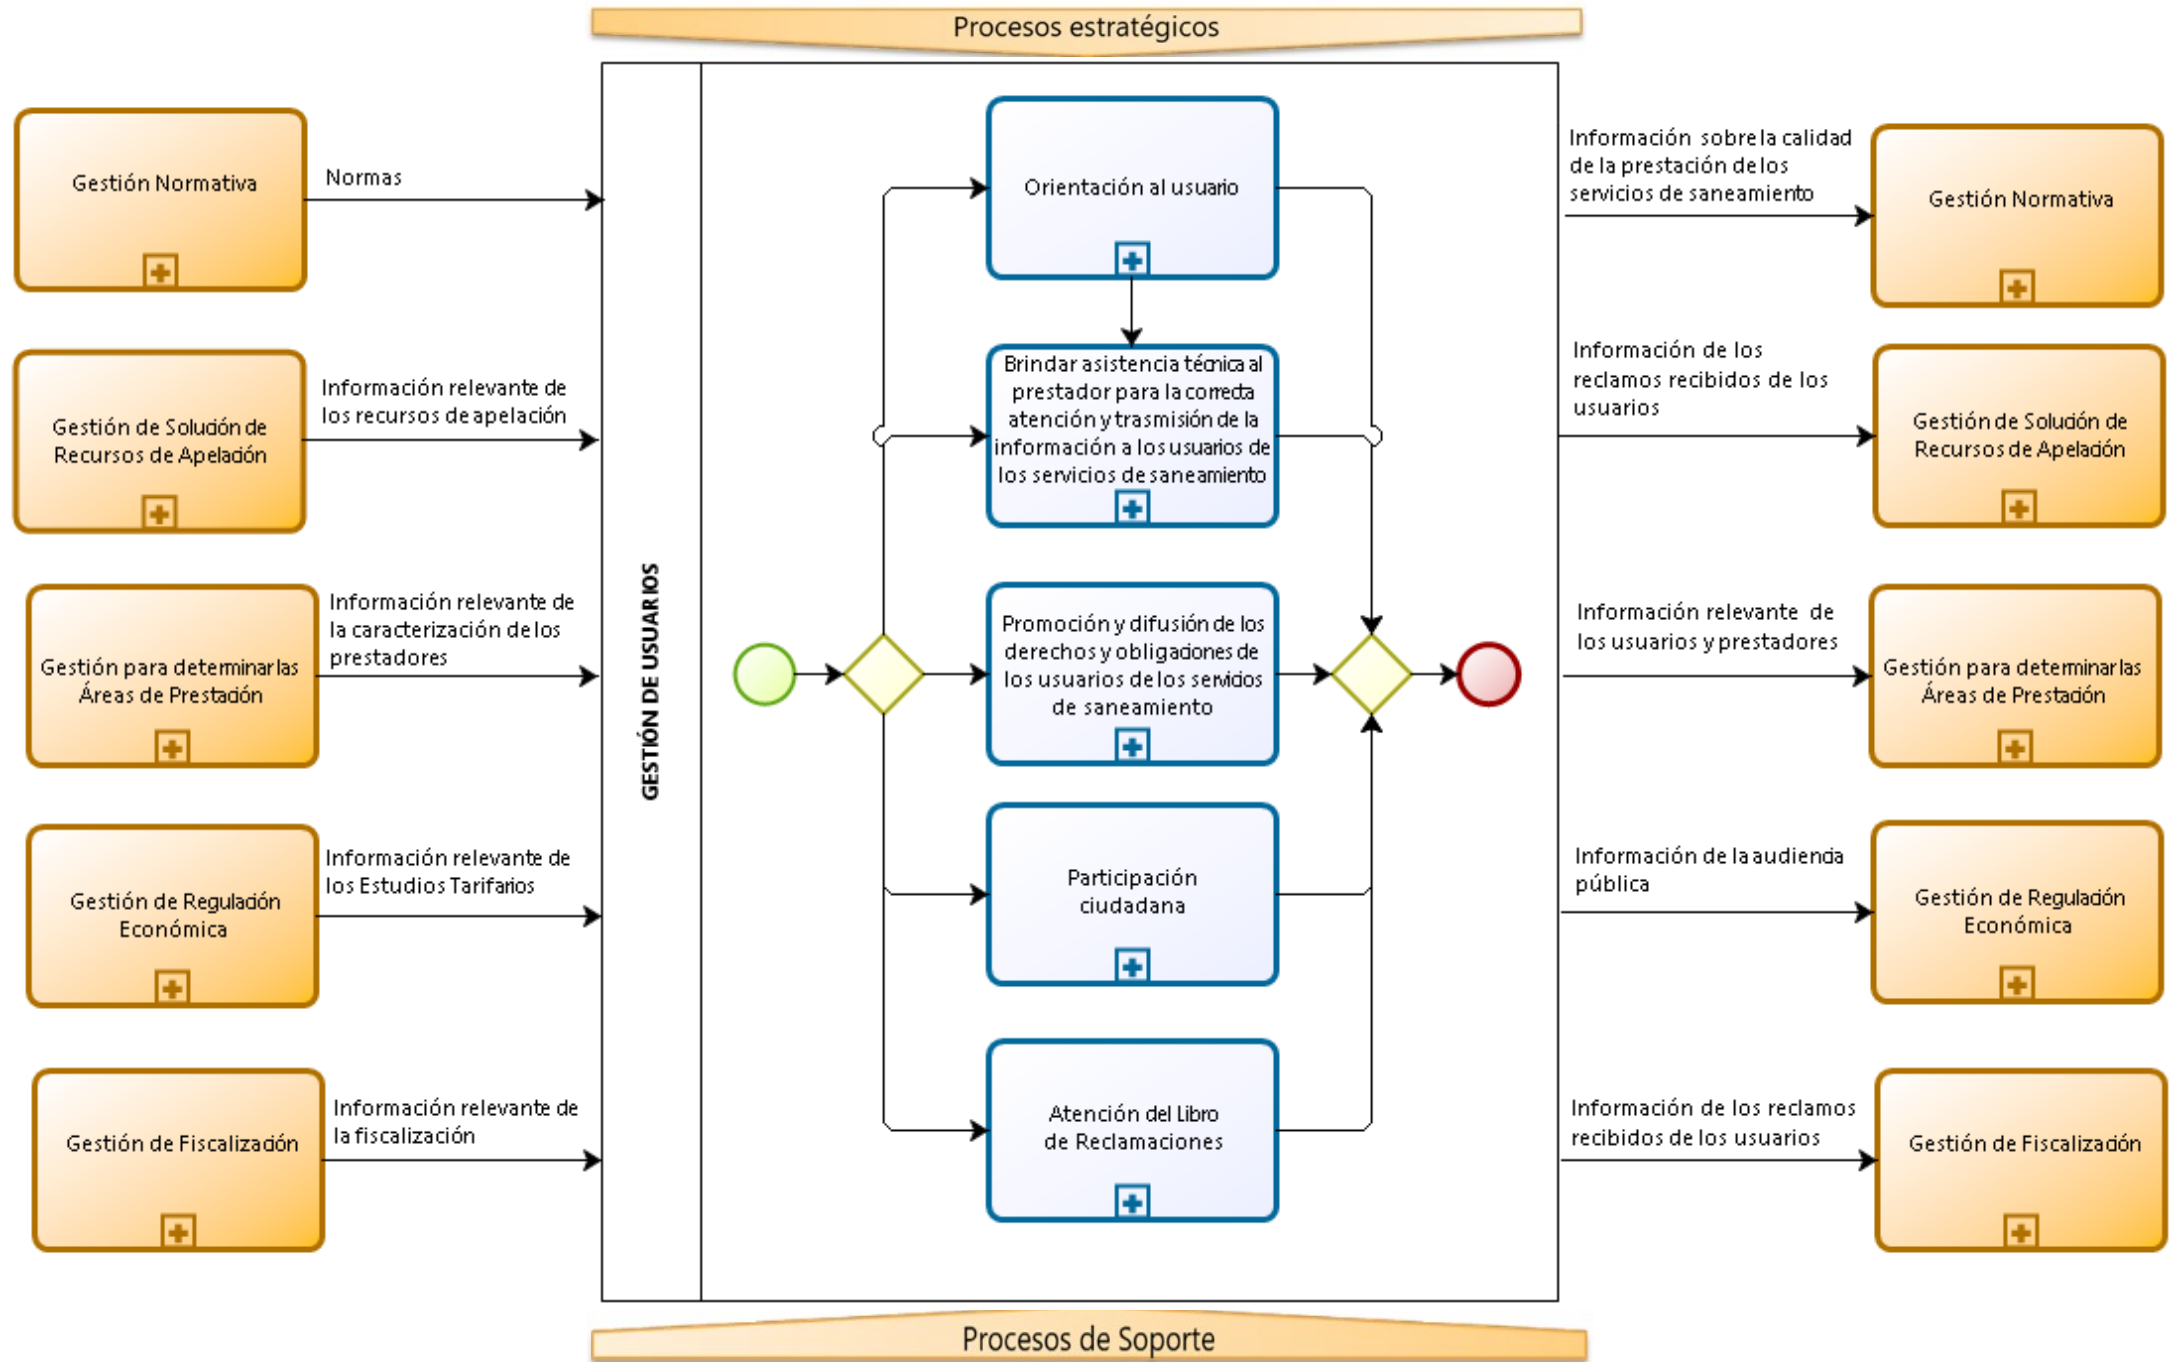 Procesos estratégicos
Gestión Normativa
Normas
Gestión de Solución de
Recursos de Apelación
Información relevante de
los recursos de apelación
Gestión para determinar las
Áreas de Prestación
Información relevante de
la caracterización de los
prestadores
Gestión de Regulación
Económica
Información relevante de
los Estudios Tarifarios
Gestión de Fiscalización
Información relevante de
la fiscalización
GESTIÓN DE USUARIOS
Orientación al usuario
Brindar asistencia técnica al
prestador para la correcta
atención y trasmisión de la
información a los usuarios de
los servicios de saneamiento
Promoción y difusión de los
derechos y obligaciones de
los usuarios de los servicios
de saneamiento
Participación
ciudadana
Atención del Libro
de Reclamaciones
Información sobre la calidad
de la prestación de los
servicios de saneamiento
Gestión Normativa
Información de los
reclamos recibidos de los
usuarios
Gestión de Solución de
Recursos de Apelación
Información relevante de
los usuarios y prestadores
Gestión para determinar las
Áreas de Prestación
Información de la audiencia
pública
Gestión de Regulación
Económica
Información de los reclamos
recibidos de los usuarios
Gestión de Fiscalización
Procesos de Soporte